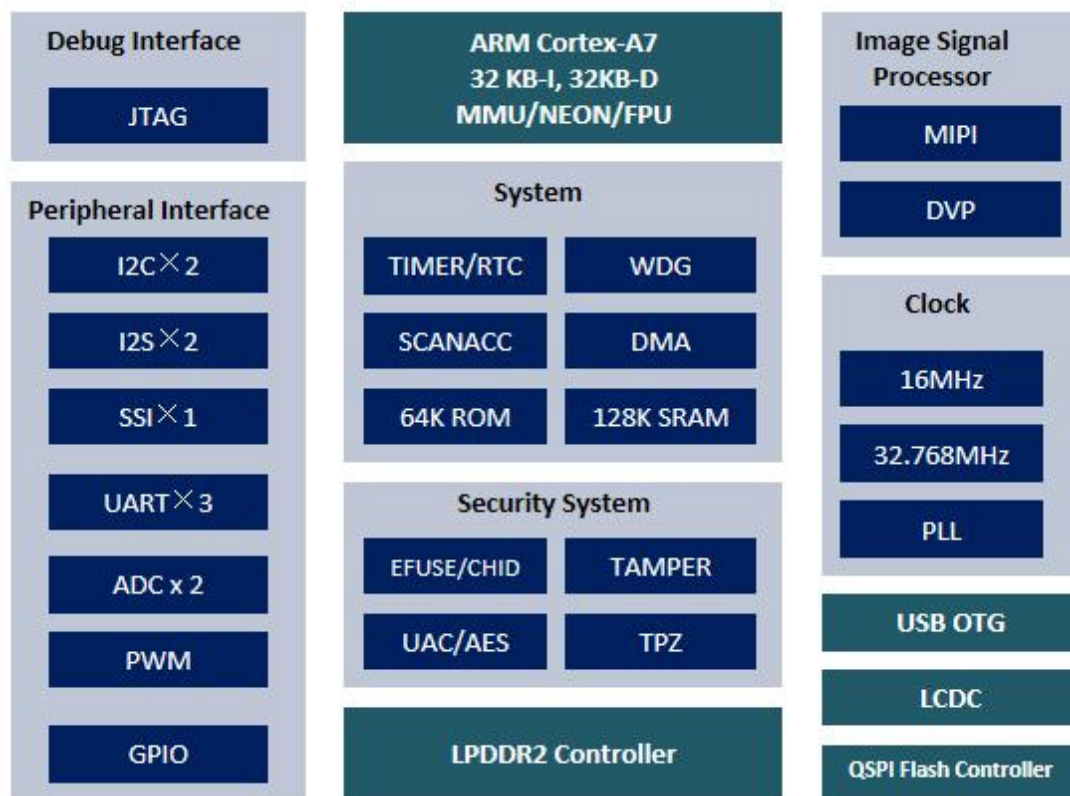 Debug Interface
JTAG
Peripheral Interface
I2C×2
I2S×2
SSI×1
UART×3
ADC x 2
PWM
GPIO
ARM Cortex-A7
32 KB-I, 32KB-D
MMU/NEON/FPU
System
TIMER/RTC
WDG
SCANACC
DMA
64K ROM
128K SRAM
Security System
EFUSE/CHID
TAMPER
UAC/AES
TPZ
LPDDR2 Controller
Image Signal
Processor
MIPI
DVP
Clock
16MHz
32.768MHz
PLL
USB OTG
LCDC
QSPI Flash Controller